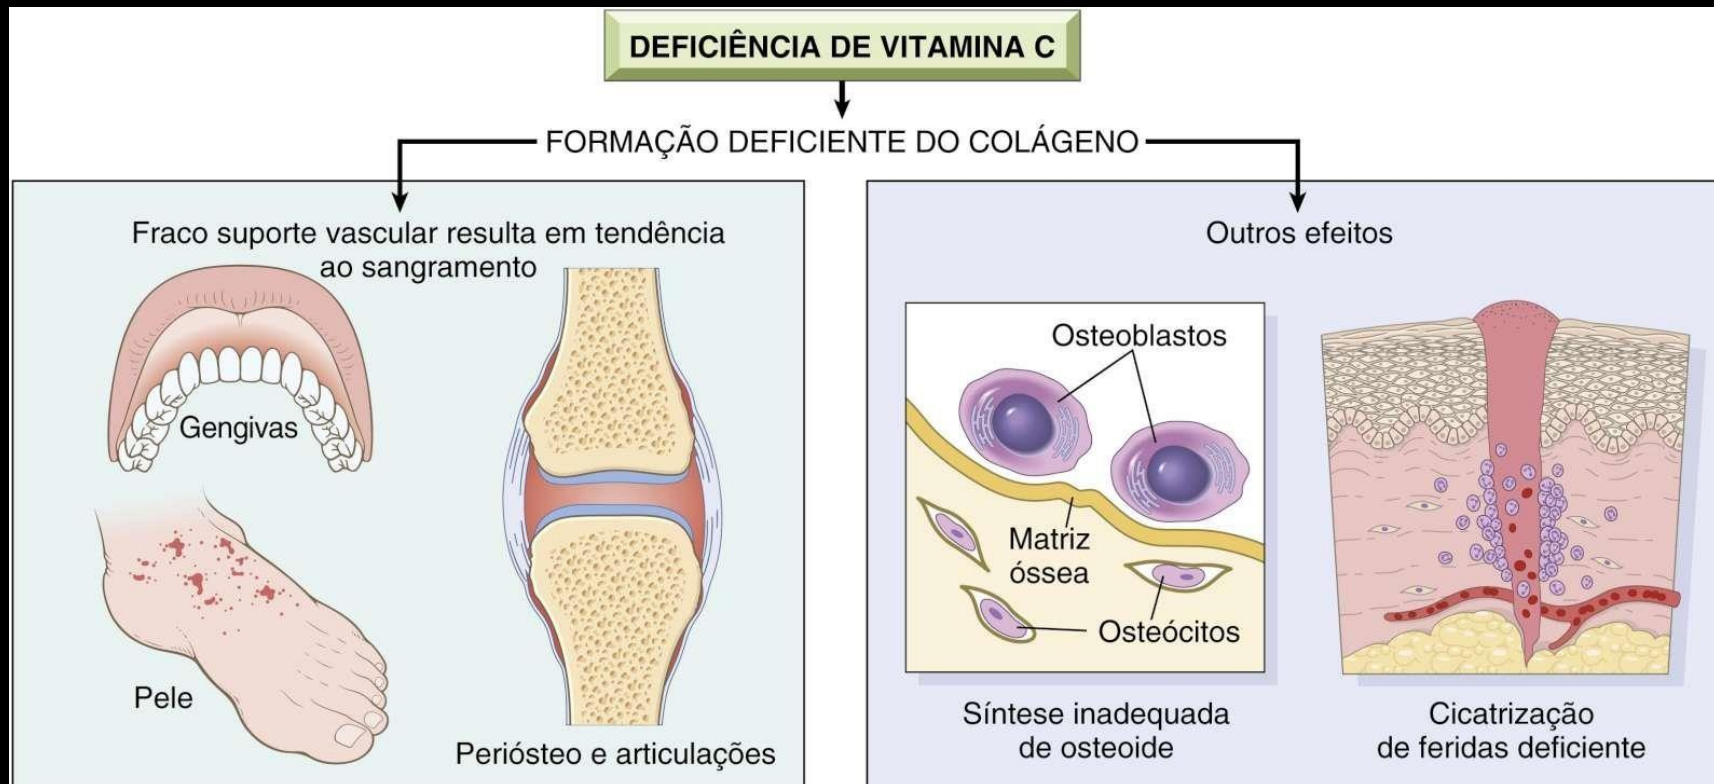 DEFICIÊNCIA DE VITAMINA C
FORMAÇÃO DEFICIENTE DO COLÁGENO
Fraco suporte vascular resulta em tendência
ao sangramento
Gengivas
Pele
Periósteo e articulações
Outros efeitos
Osteoblastos
Matriz
óssea
Osteócitos
Síntese inadequada
de osteoide
Cicatrização
de feridas deficiente